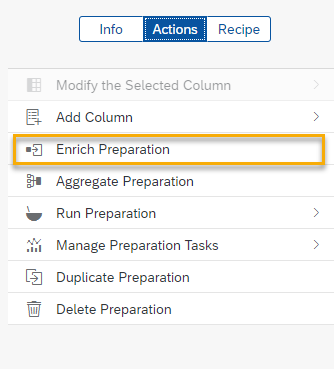 Info Actions Recipe
Modify the Selected Column
Add Column
Enrich Preparation
Aggregate Preparation
Run Preparation
Manage Preparation Tasks
Duplicate Preparation
Delete Preparation